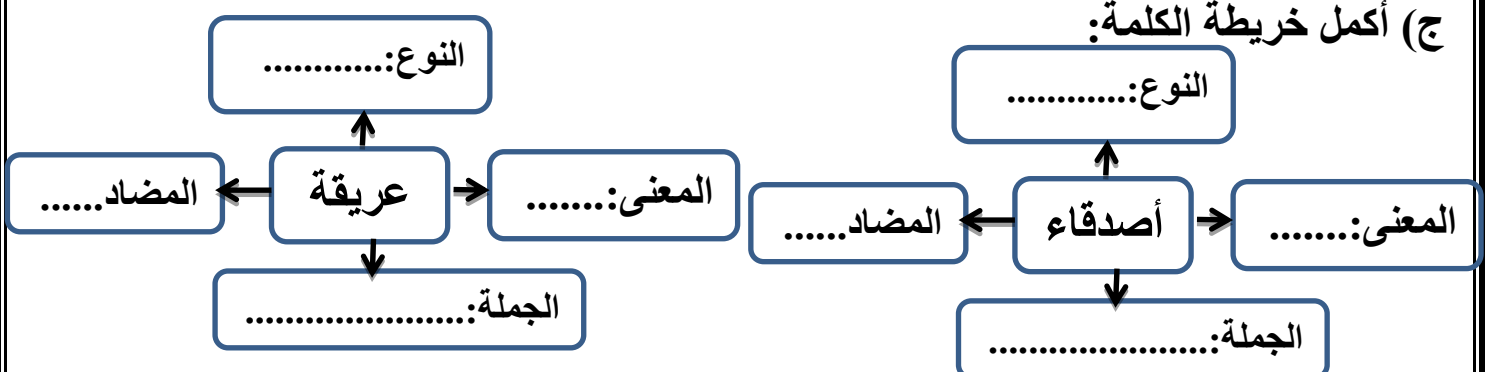 ج) أكمل خريطة الكلمة:
النوع:............
المعنى:.......
أصدقاء
المضاد......
الجملة:......................
النوع:............
المعنى:.......
عريقة
المضاد......
الجملة:......................